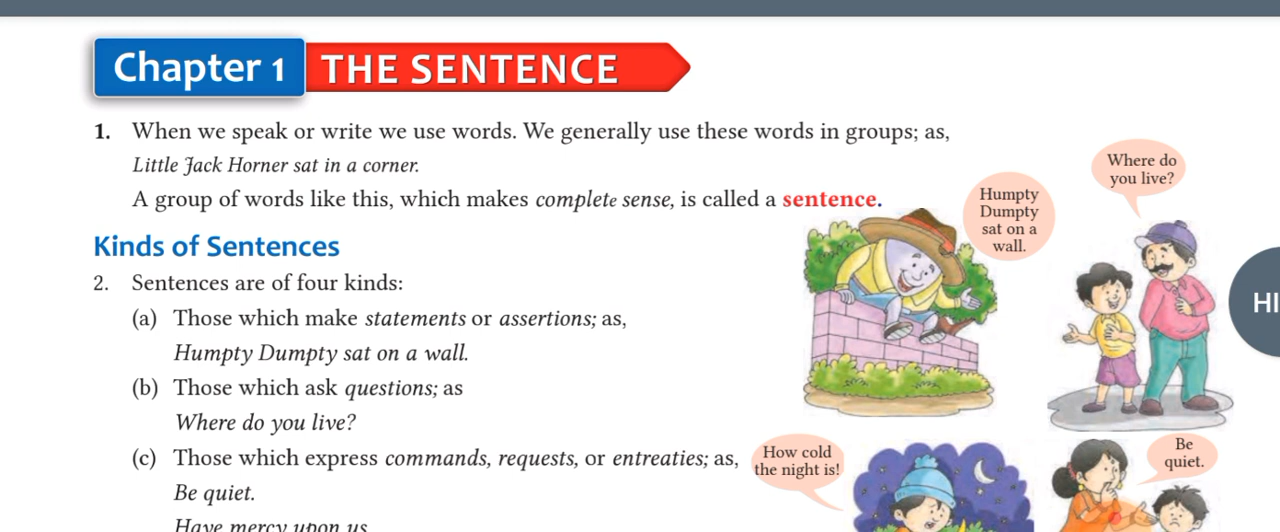 Chapter 1 THE SENTENCE
1. When we speak or write we use words. We generally use these words in groups; as,
Little Jack Horner sat in a corner.
A group of words like this, which makes complete sense, is called a sentence.
Kinds of Sentences
2. Sentences are of four kinds:
(a) Those which make statements or assertions; as,
Humpty Dumpty sat on a wall.
(b) Those which ask questions; as
Where do you live?
(c) Those which express commands, requests, or entreaties; as,
Be quiet.
Have mercy upon us
Humpty
Dumpty
sat on a
wall.
Where do
you live?
HI
How cold
the night is!
Be
quiet.